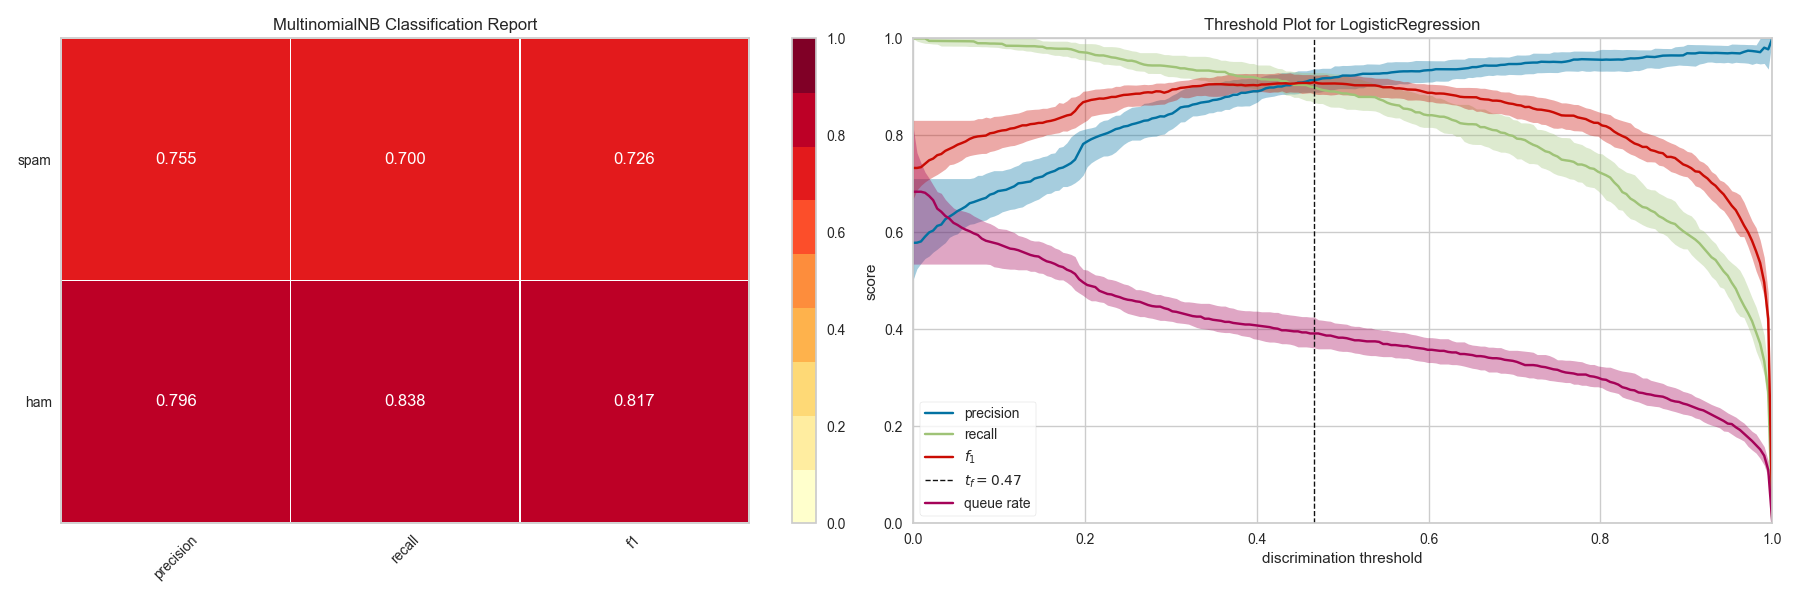 MultinomialNB Classification Report
spam
0.755 0.700 0.726
ham
0.796 0.838 0.817
precision recall f1
1.0
0.8
0.6
0.4
0.2
0.0
Threshold Plot for LogisticRegression
score
1.0
0.8
0.6
0.4
0.2
0.0
precision
recall
f1
tf = 0.47
queue rate
0.0 0.2 0.4 0.6 0.8 1.0
discrimination threshold